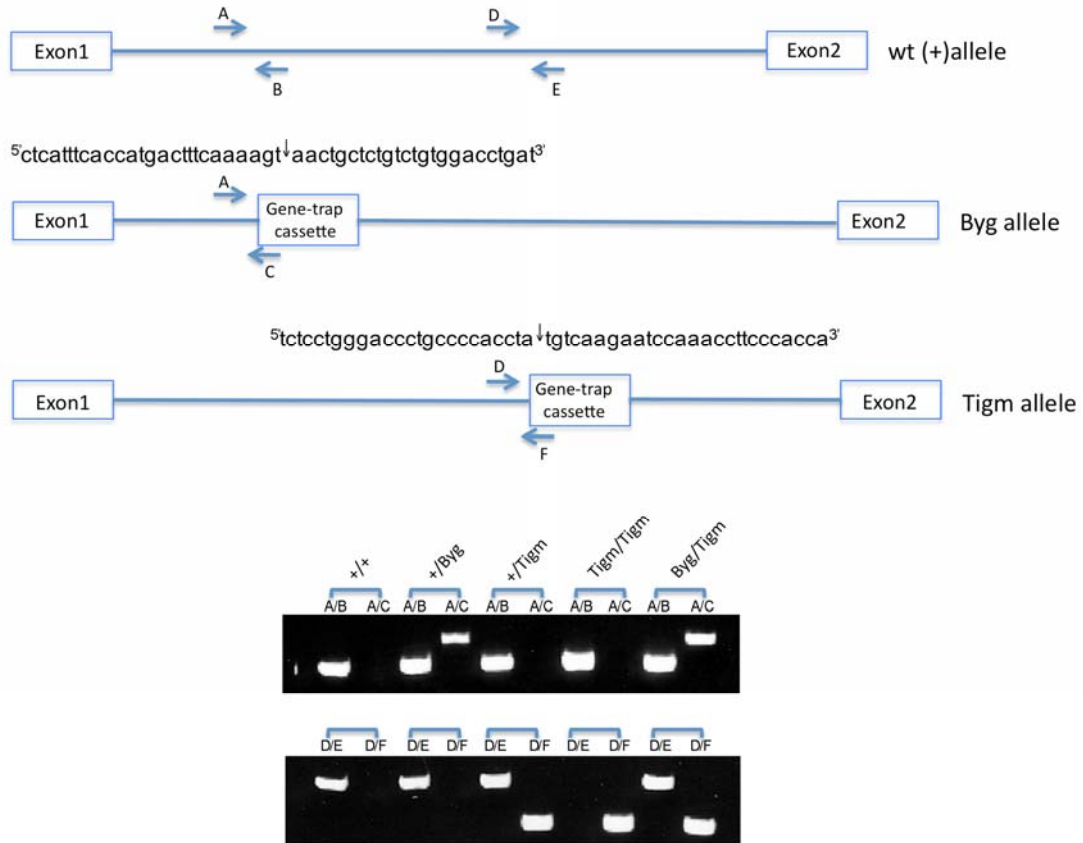 A D
Exon1 Exon2 wt (+)allele
B E
5'ctcatttcaccatgactttcaaaagt↓aactgctctgtctgtggacctgat3'
A
Exon1 Gene-trap cassette Exon2 Byg allele
C
5'tctcctgggaccctgccccaccta↓tgtcaagaatccaaaccttcccacca3'
D
Exon1 Gene-trap cassette Exon2 Tigm allele
F
+/+ +/Byg +/Tigm Tigm/Tigm Byg/Tigm
A/B A/C A/B A/C A/B A/C A/B A/C A/B A/C
D/E D/F D/E D/F D/E D/F D/E D/F D/E D/F